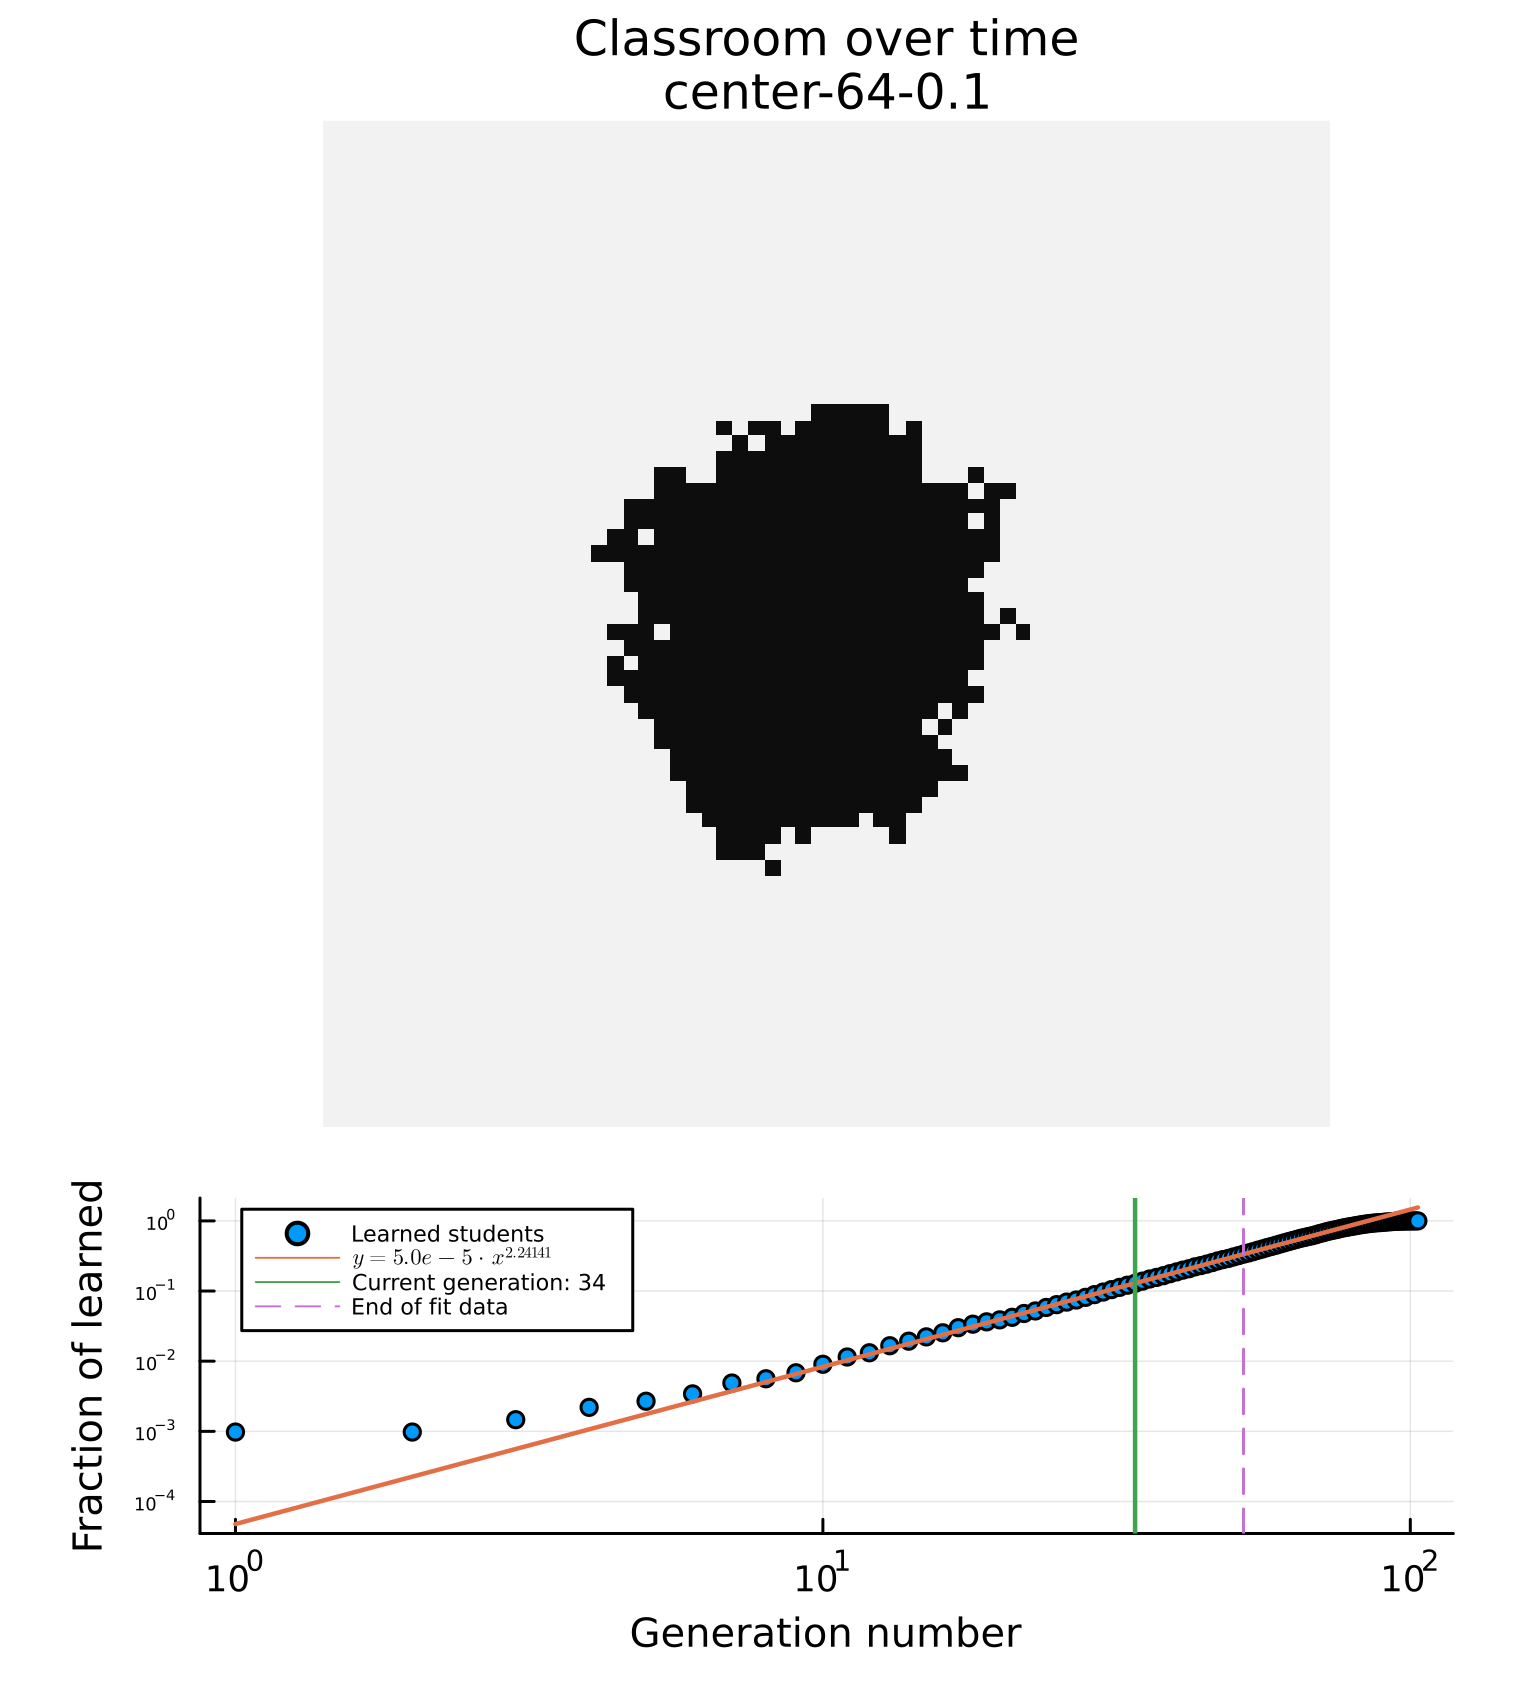 Classroom over time
center-64-0.1
Fraction of learned
10^0
10^-1
10^-2
10^-3
10^-4
Learned students
y = 5.0e − 5 · x^2.24141
Current generation: 34
End of fit data
10^0 10^1 10^2
Generation number